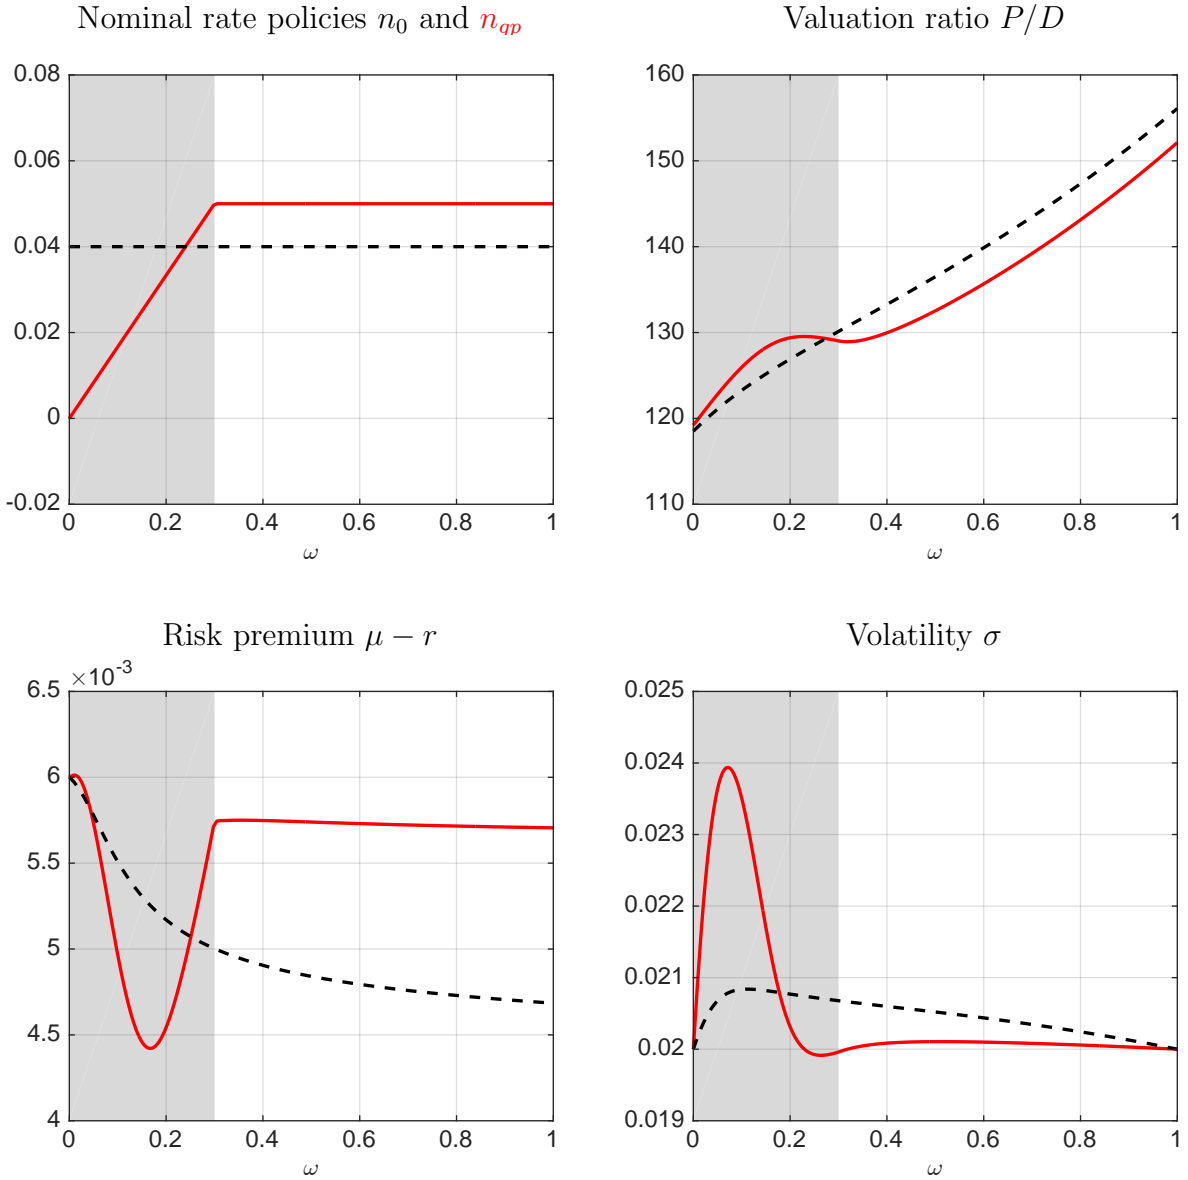 Nominal rate policies n₀ and n_gp
0.08
0.06
0.04
0.02
0
-0.02
0 0.2 0.4 0.6 0.8 1
ω
Valuation ratio P/D
160
150
140
130
120
110
0 0.2 0.4 0.6 0.8 1
ω
Risk premium μ − r
×10⁻³
6.5
6
5.5
5
4.5
4
0 0.2 0.4 0.6 0.8 1
ω
Volatility σ
0.025
0.024
0.023
0.022
0.021
0.02
0.019
0 0.2 0.4 0.6 0.8 1
ω